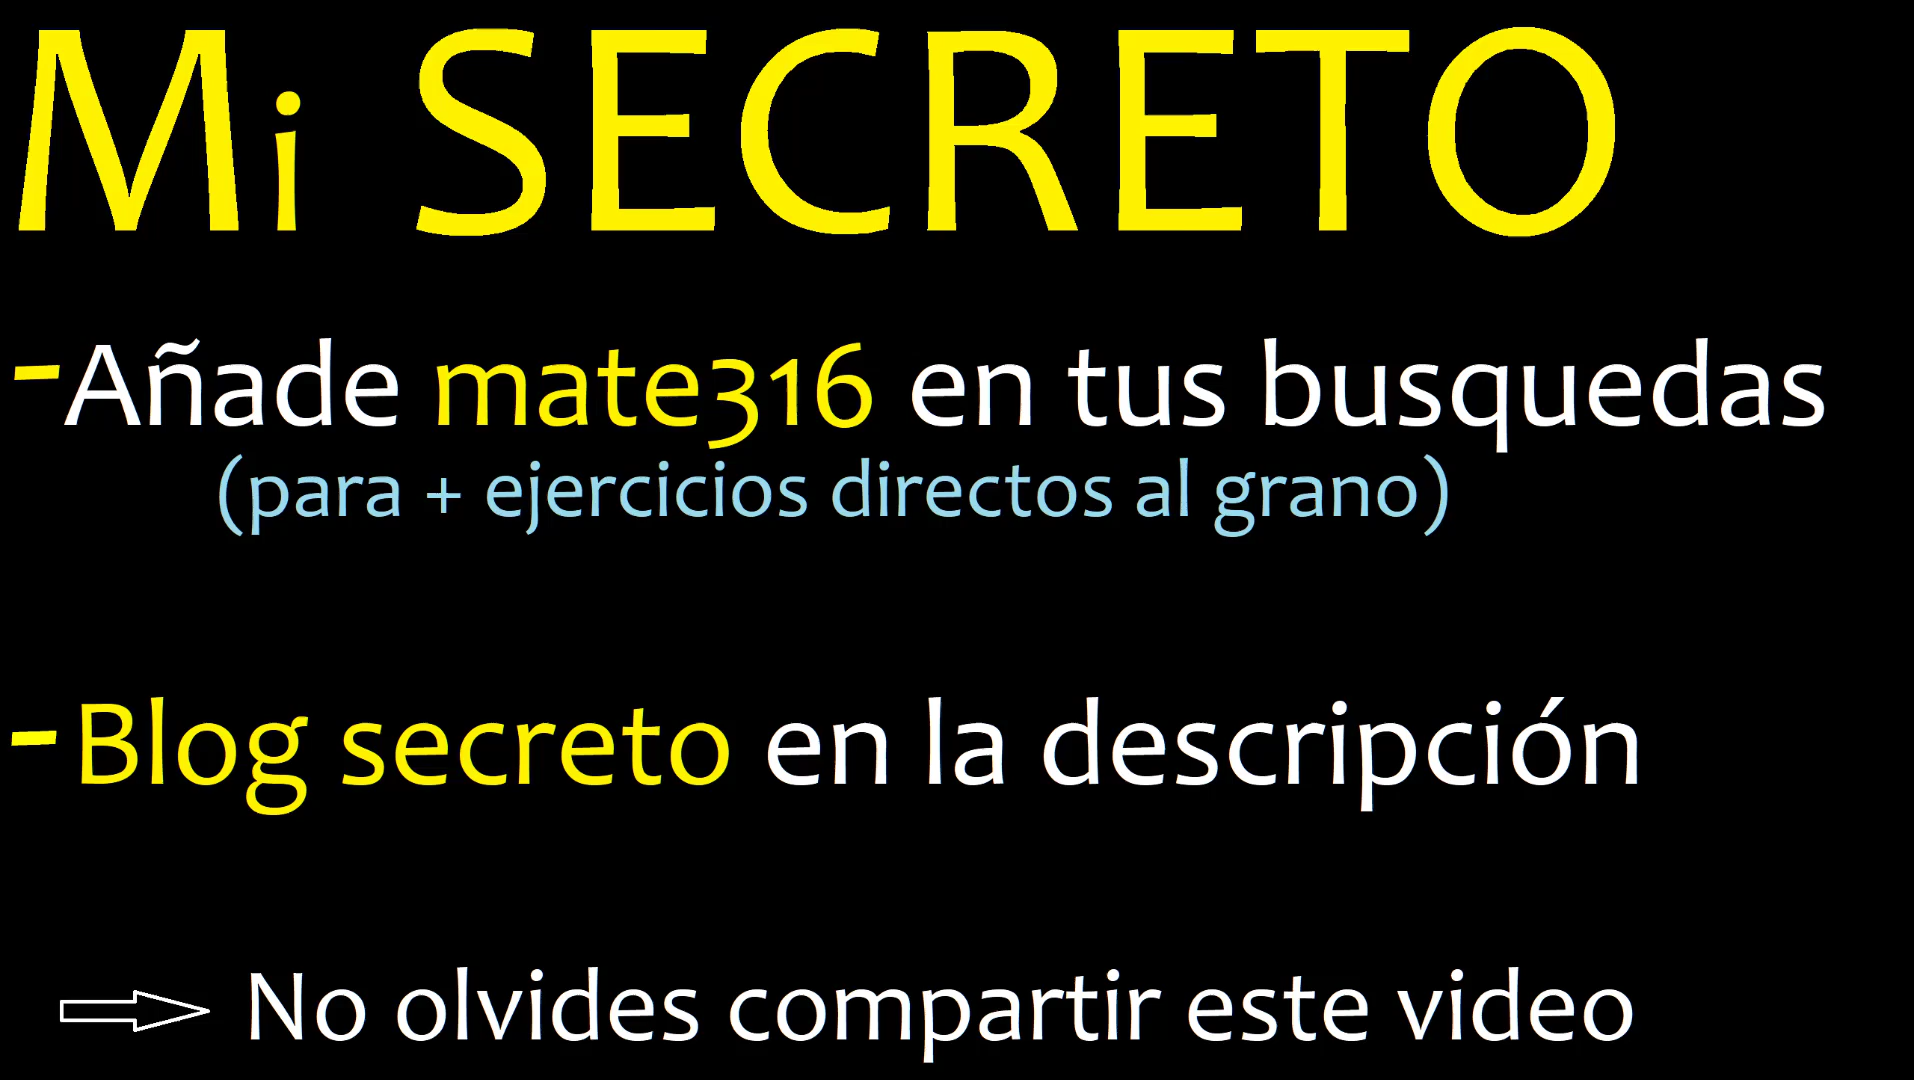 Mi SECRETO
-Añade mate316 en tus busquedas
(para + ejercicios directos al grano)
-Blog secreto en la descripción
No olvides compartir este video